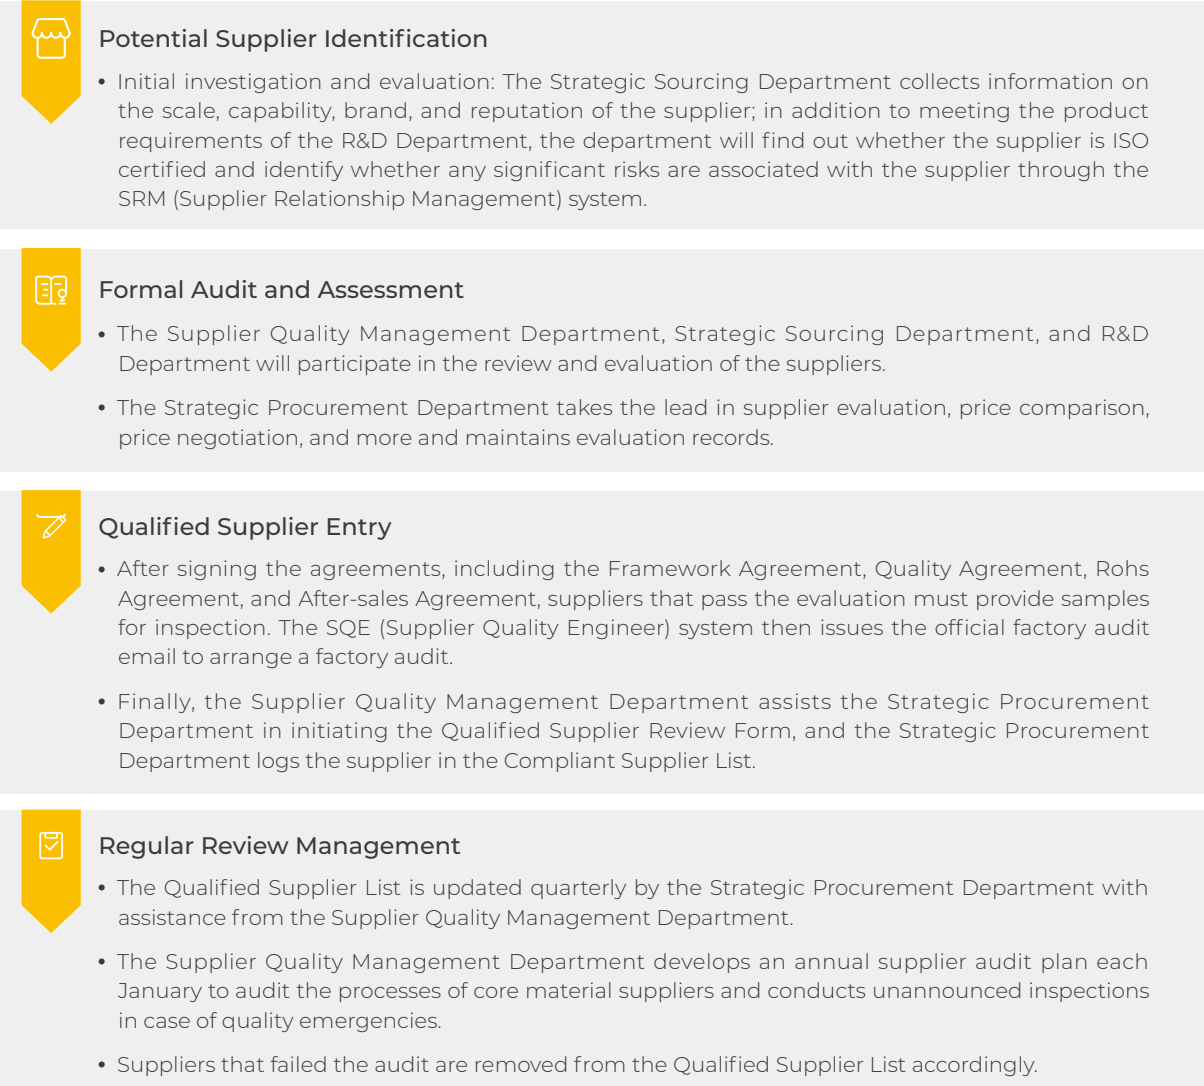 Potential Supplier Identification
• Initial investigation and evaluation: The Strategic Sourcing Department collects information on
the scale, capability, brand, and reputation of the supplier; in addition to meeting the product
requirements of the R&D Department, the department will find out whether the supplier is ISO
certified and identify whether any significant risks are associated with the supplier through the
SRM (Supplier Relationship Management) system.
Formal Audit and Assessment
• The Supplier Quality Management Department, Strategic Sourcing Department, and R&D
Department will participate in the review and evaluation of the suppliers.
• The Strategic Procurement Department takes the lead in supplier evaluation, price comparison,
price negotiation, and more and maintains evaluation records.
Qualified Supplier Entry
• After signing the agreements, including the Framework Agreement, Quality Agreement, Rohs
Agreement, and After-sales Agreement, suppliers that pass the evaluation must provide samples
for inspection. The SQE (Supplier Quality Engineer) system then issues the official factory audit
email to arrange a factory audit.
• Finally, the Supplier Quality Management Department assists the Strategic Procurement
Department in initiating the Qualified Supplier Review Form, and the Strategic Procurement
Department logs the supplier in the Compliant Supplier List.
Regular Review Management
• The Qualified Supplier List is updated quarterly by the Strategic Procurement Department with
assistance from the Supplier Quality Management Department.
• The Supplier Quality Management Department develops an annual supplier audit plan each
January to audit the processes of core material suppliers and conducts unannounced inspections
in case of quality emergencies.
• Suppliers that failed the audit are removed from the Qualified Supplier List accordingly.